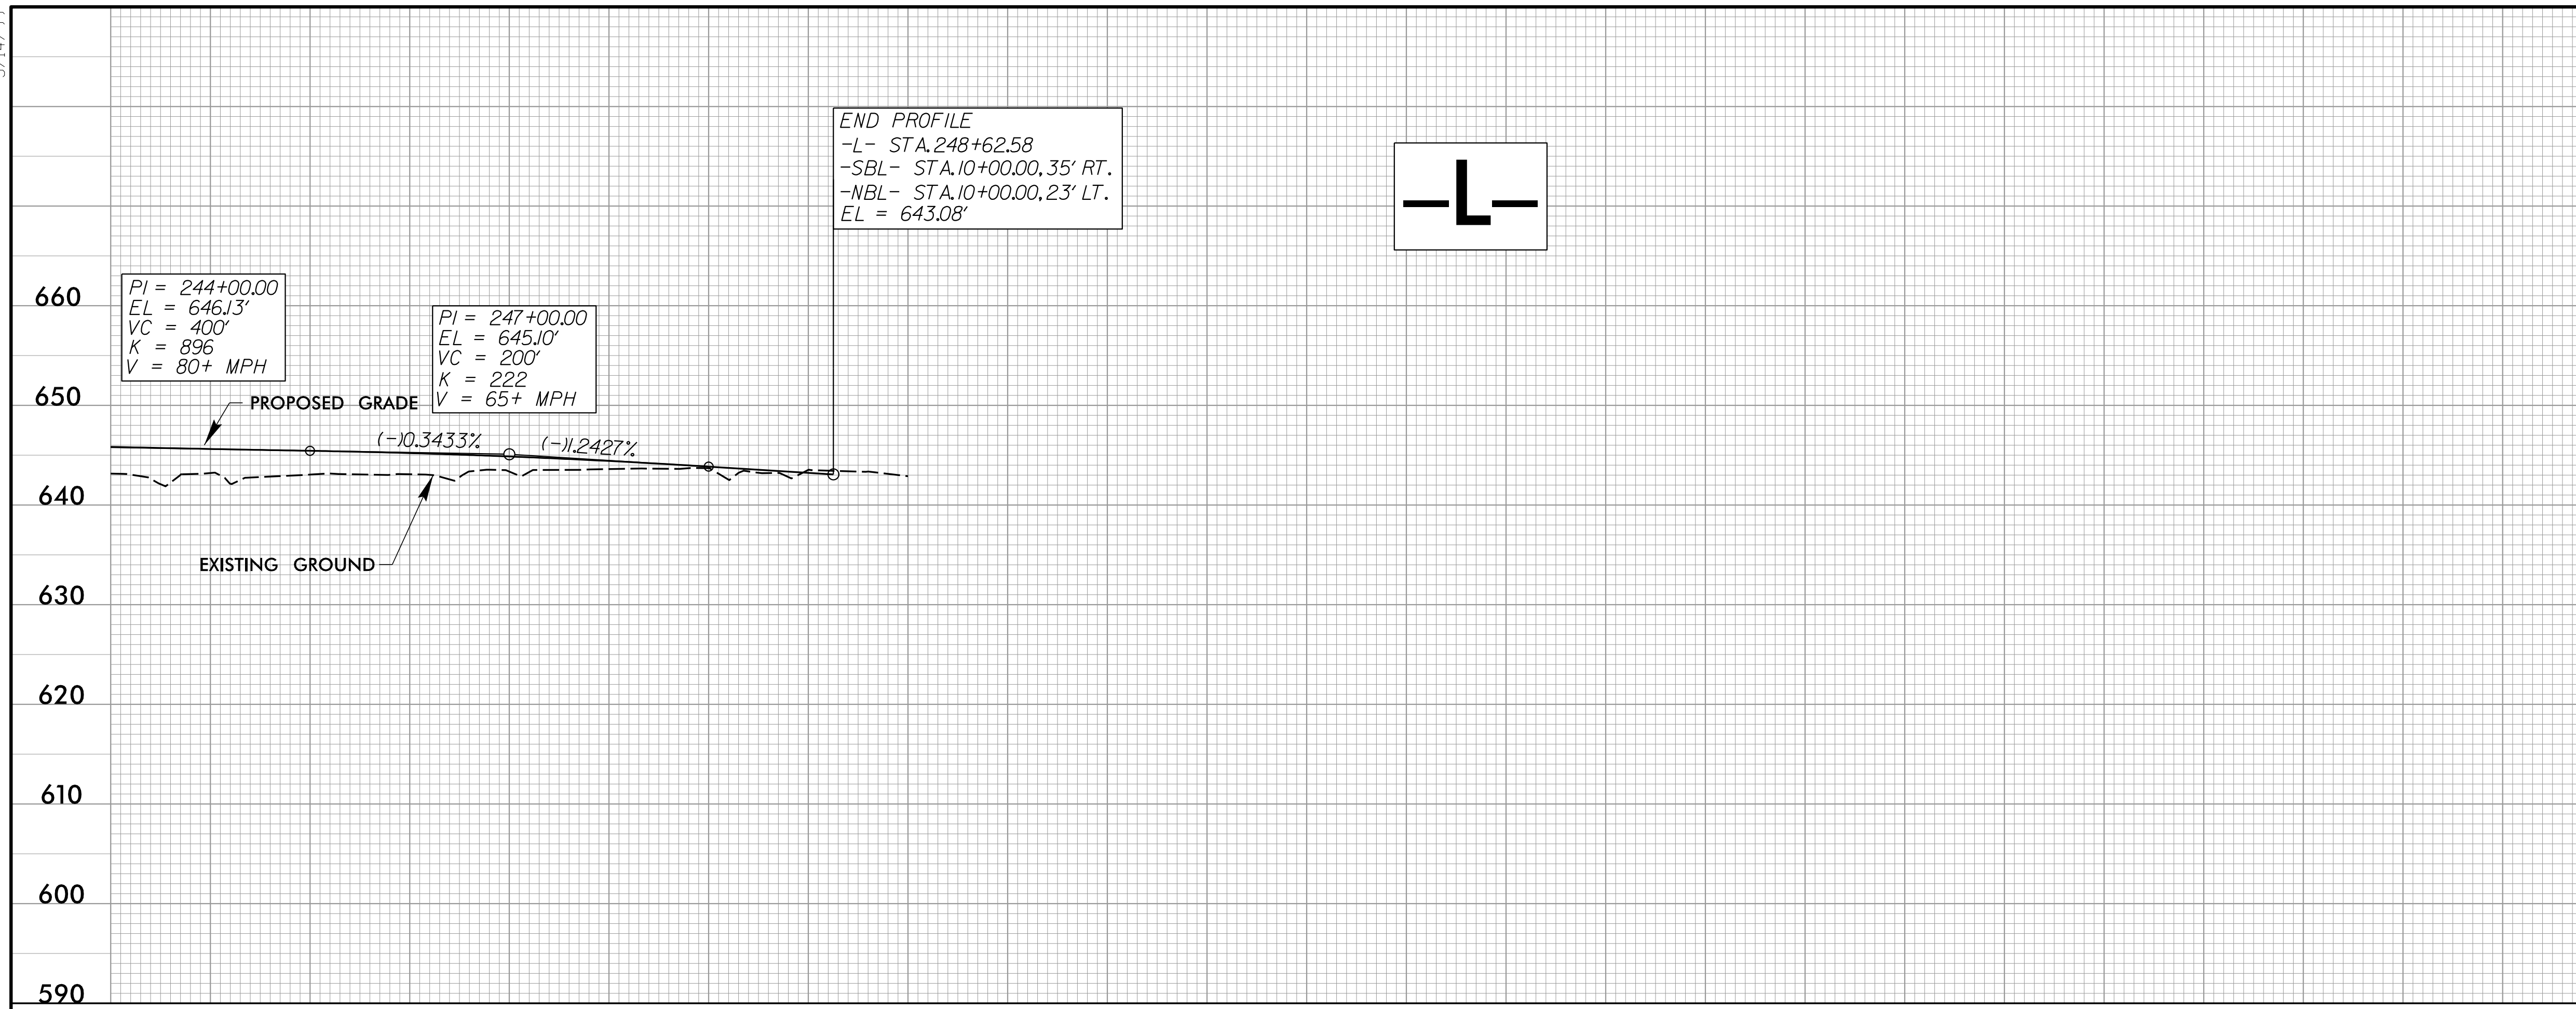 END PROFILE
-L- STA.248+62.58
-SBL- STA.10+00.00,35' RT.
-NBL- STA.10+00.00,23' LT.
EL = 643.08'
-L-
PI = 244+00.00
EL = 646.13'
VC = 400'
K = 896
V = 80+ MPH
PI = 247+00.00
EL = 645.10'
VC = 200'
K = 222
V = 65+ MPH
PROPOSED GRADE
(-)0.3433%
(-)1.2427%
EXISTING GROUND
660
650
640
630
620
610
600
590